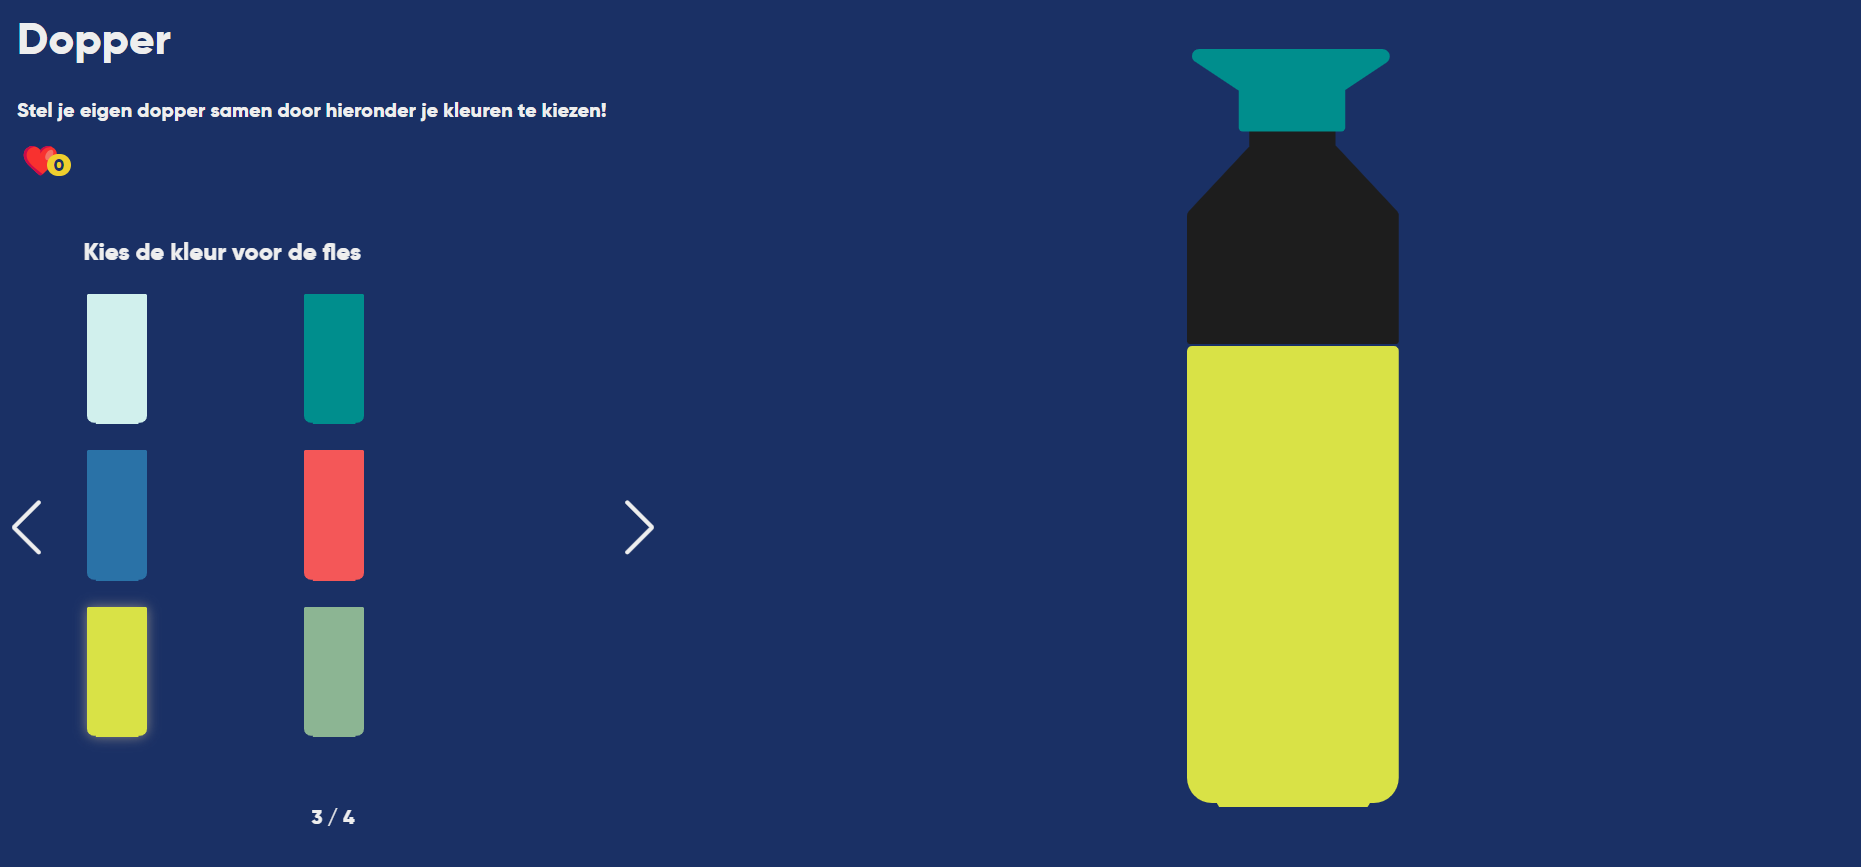 Dopper
Stel je eigen dopper samen door hieronder je kleuren te kiezen!
0
Kies de kleur voor de fles
3 / 4